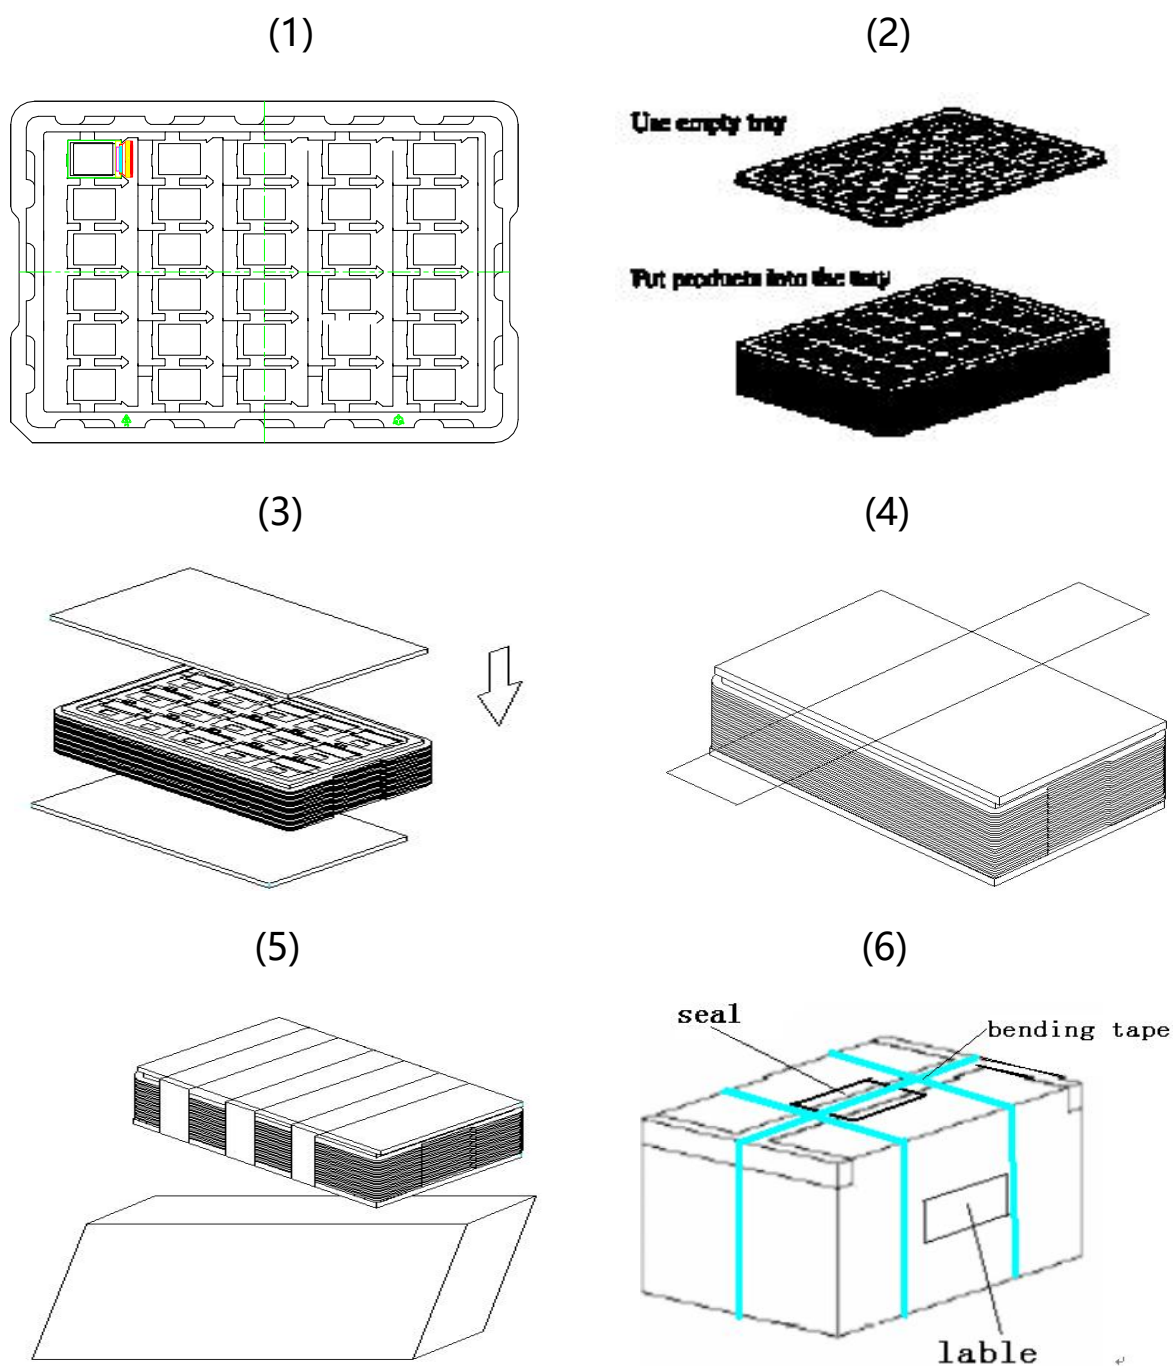 (1)
(2)
Use empty tray
Put products into the tray
(3)
(4)
(5)
(6)
seal
bending tape
lable